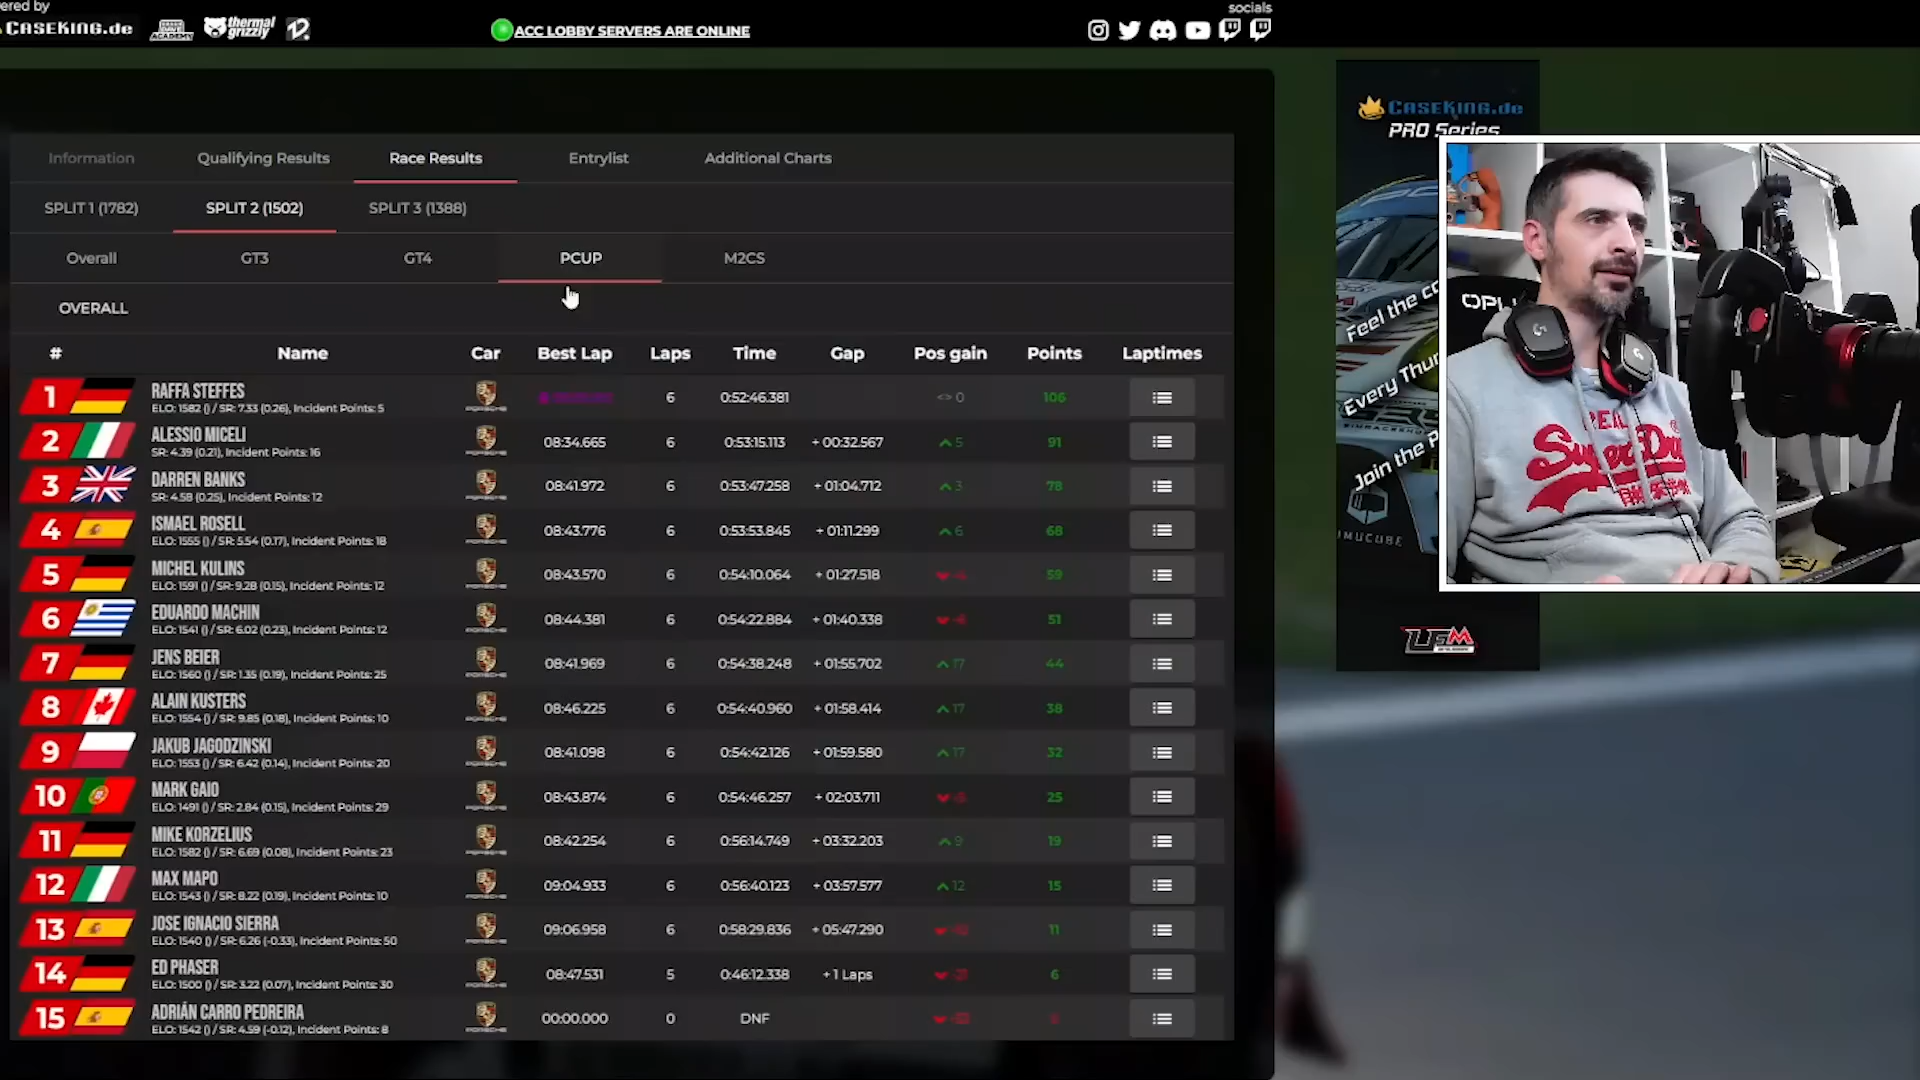 ered by
CASEKING.de
thermal grizzly
ACC LOBBY SERVERS ARE ONLINE
socials
Information Qualifying Results Race Results Entrylist Additional Charts
SPLIT 1 (1782) SPLIT 2 (1502) SPLIT 3 (1388)
Overall GT3 GT4 PCUP M2CS
OVERALL
# Name Car Best Lap Laps Time Gap Pos gain Points Laptimes
1 RAFFA STEFFES 6 0:52:46.381 0 106
ELO: 1582 () / SR: 7.33 (0.26), Incident Points: 5
2 ALESSIO MICELI 08:34.665 6 0:53:15.113 + 00:32.567 5 91
SR: 4.39 (0.21), Incident Points: 16
3 DARREN BANKS 08:41.972 6 0:53:47.258 + 01:04.712 3 78
SR: 4.58 (0.25), Incident Points: 12
4 ISMAEL ROSELL 08:43.776 6 0:53:53.845 + 01:11.299 6 68
ELO: 1555 () / SR: 5.54 (0.17), Incident Points: 18
5 MICHEL KULINS 08:43.570 6 0:54:10.064 + 01:27.518 59
ELO: 1591 () / SR: 9.28 (0.15), Incident Points: 12
6 EDUARDO MACHIN 08:44.381 6 0:54:22.884 + 01:40.338 51
ELO: 1541 () / SR: 6.02 (0.23), Incident Points: 12
7 JENS BEIER 08:41.969 6 0:54:38.248 + 01:55.702 17 44
ELO: 1560 () / SR: 1.35 (0.19), Incident Points: 25
8 ALAIN KUSTERS 08:46.225 6 0:54:40.960 + 01:58.414 17 38
ELO: 1554 () / SR: 9.85 (0.18), Incident Points: 10
9 JAKUB JAGODZINSKI 08:41.098 6 0:54:42.126 + 01:59.580 17 32
ELO: 1553 () / SR: 6.42 (0.14), Incident Points: 20
10 MARK GAIO 08:43.874 6 0:54:46.257 + 02:03.711 25
ELO: 1491 () / SR: 2.84 (0.15), Incident Points: 29
11 MIKE KORZELIUS 08:42.254 6 0:56:14.749 + 03:32.203 9 19
ELO: 1582 () / SR: 6.69 (0.08), Incident Points: 23
12 MAX MAPO 09:04.933 6 0:56:40.123 + 03:57.577 12 15
ELO: 1543 () / SR: 8.22 (0.19), Incident Points: 10
13 JOSE IGNACIO SIERRA 09:06.958 6 0:58:29.836 + 05:47.290 11
ELO: 1540 () / SR: 6.26 (-0.33), Incident Points: 50
14 ED PHASER 08:47.531 5 0:46:12.338 + 1 Laps 6
ELO: 1500 () / SR: 3.22 (0.07), Incident Points: 30
15 ADRIÁN CARRO PEDREIRA 00:00.000 0 DNF
ELO: 1542 () / SR: 4.59 (-0.12), Incident Points: 8
CASEKING.de
PRO Series
Feel the
Every Thu
Join the
LFM
REAL
SuperDry